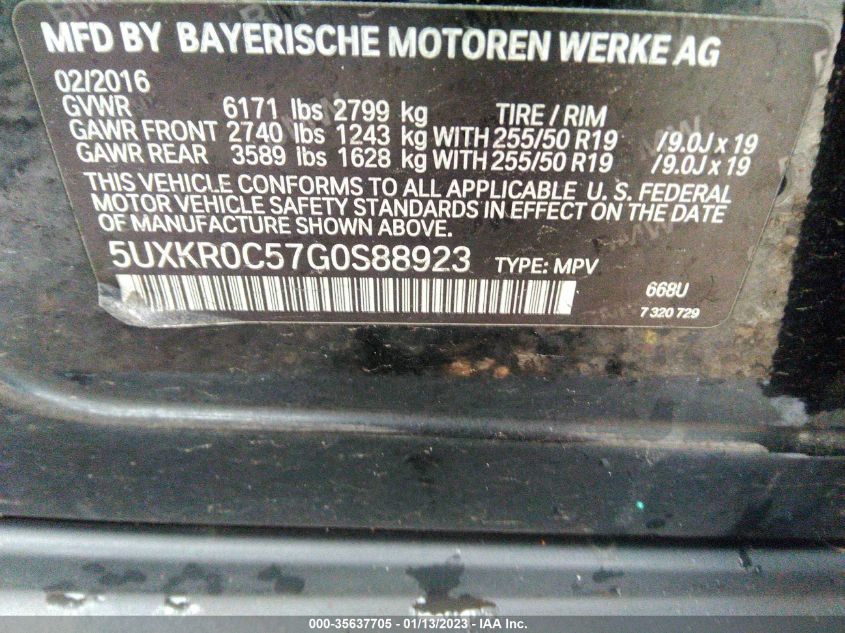 MFD BY BAYERISCHE MOTOREN WERKE AG
02/2016
GVWR 6171 lbs 2799 kg TIRE / RIM
GAWR FRONT 2740 lbs 1243 kg WITH 255/50 R19 /9.0J x 19
GAWR REAR 3589 lbs 1628 kg WITH 255/50 R19 /9.0J x 19
THIS VEHICLE CONFORMS TO ALL APPLICABLE U. S. FEDERAL
MOTOR VEHICLE SAFETY STANDARDS IN EFFECT ON THE DATE
OF MANUFACTURE SHOWN ABOVE.
5UXKR0C57G0S88923 TYPE: MPV
668U
7 320 729
000-35637705 - 01/13/2023 - IAA Inc.